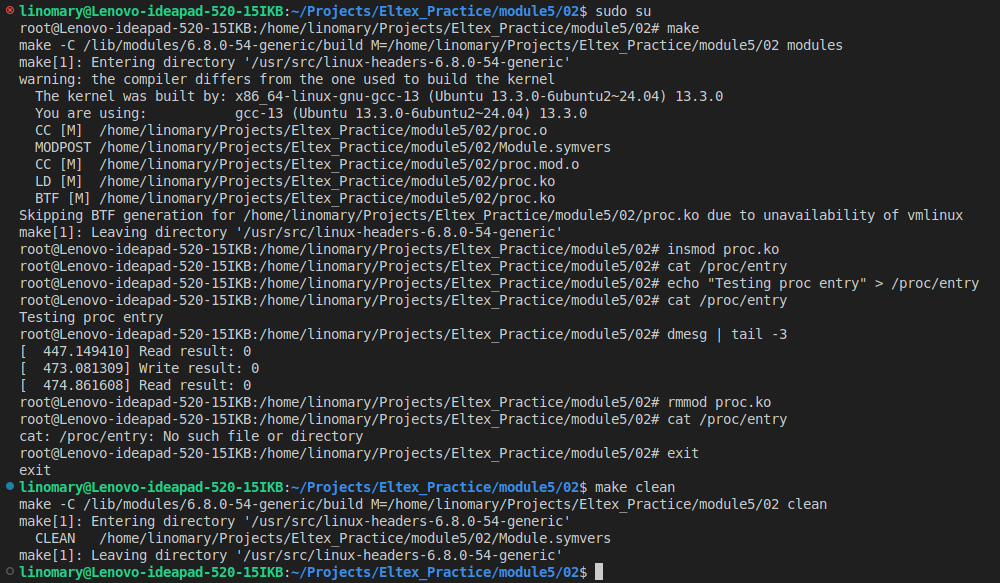 linomary@Lenovo-ideapad-520-15IKB:~/Projects/Eltex_Practice/module5/02$ sudo su
root@Lenovo-ideapad-520-15IKB:/home/linomary/Projects/Eltex_Practice/module5/02# make
make -C /lib/modules/6.8.0-54-generic/build M=/home/linomary/Projects/Eltex_Practice/module5/02 modules
make[1]: Entering directory '/usr/src/linux-headers-6.8.0-54-generic'
warning: the compiler differs from the one used to build the kernel
  The kernel was built by: x86_64-linux-gnu-gcc-13 (Ubuntu 13.3.0-6ubuntu2~24.04) 13.3.0
  You are using:           gcc-13 (Ubuntu 13.3.0-6ubuntu2~24.04) 13.3.0
  CC [M]  /home/linomary/Projects/Eltex_Practice/module5/02/proc.o
  MODPOST /home/linomary/Projects/Eltex_Practice/module5/02/Module.symvers
  CC [M]  /home/linomary/Projects/Eltex_Practice/module5/02/proc.mod.o
  LD [M]  /home/linomary/Projects/Eltex_Practice/module5/02/proc.ko
  BTF [M] /home/linomary/Projects/Eltex_Practice/module5/02/proc.ko
Skipping BTF generation for /home/linomary/Projects/Eltex_Practice/module5/02/proc.ko due to unavailability of vmlinux
make[1]: Leaving directory '/usr/src/linux-headers-6.8.0-54-generic'
root@Lenovo-ideapad-520-15IKB:/home/linomary/Projects/Eltex_Practice/module5/02# insmod proc.ko
root@Lenovo-ideapad-520-15IKB:/home/linomary/Projects/Eltex_Practice/module5/02# cat /proc/entry
root@Lenovo-ideapad-520-15IKB:/home/linomary/Projects/Eltex_Practice/module5/02# echo "Testing proc entry" > /proc/entry
root@Lenovo-ideapad-520-15IKB:/home/linomary/Projects/Eltex_Practice/module5/02# cat /proc/entry
Testing proc entry
root@Lenovo-ideapad-520-15IKB:/home/linomary/Projects/Eltex_Practice/module5/02# dmesg | tail -3
[  447.149410] Read result: 0
[  473.081309] Write result: 0
[  474.861608] Read result: 0
root@Lenovo-ideapad-520-15IKB:/home/linomary/Projects/Eltex_Practice/module5/02# rmmod proc.ko
root@Lenovo-ideapad-520-15IKB:/home/linomary/Projects/Eltex_Practice/module5/02# cat /proc/entry
cat: /proc/entry: No such file or directory
root@Lenovo-ideapad-520-15IKB:/home/linomary/Projects/Eltex_Practice/module5/02# exit
exit
linomary@Lenovo-ideapad-520-15IKB:~/Projects/Eltex_Practice/module5/02$ make clean
make -C /lib/modules/6.8.0-54-generic/build M=/home/linomary/Projects/Eltex_Practice/module5/02 clean
make[1]: Entering directory '/usr/src/linux-headers-6.8.0-54-generic'
  CLEAN   /home/linomary/Projects/Eltex_Practice/module5/02/Module.symvers
make[1]: Leaving directory '/usr/src/linux-headers-6.8.0-54-generic'
linomary@Lenovo-ideapad-520-15IKB:~/Projects/Eltex_Practice/module5/02$